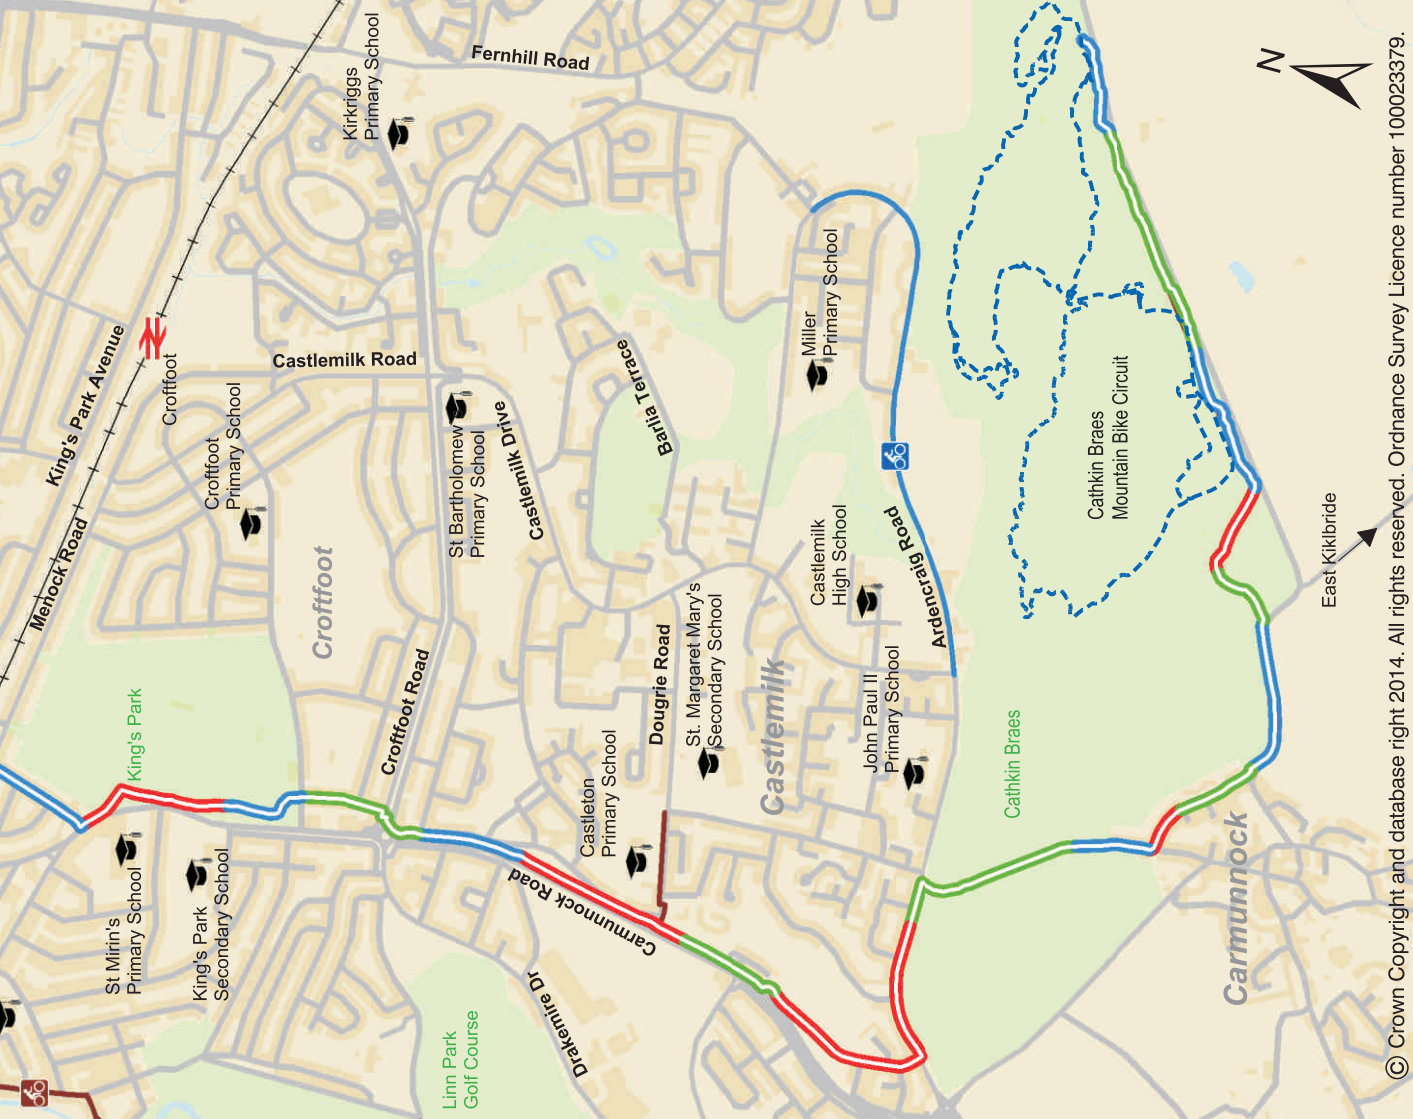 Fernhill Road
Kirkriggs
Primary School
King's Park Avenue
Croftfoot
Castlemilk Road
Croftfoot
Primary School
Menock Road
Croftfoot
St Bartholomew
Primary School
Castlemilk Drive
Barlia Terrace
Miller
Primary School
Castlemilk
High School
Ardencraig Road
Cathkin Braes
Mountain Bike Circuit
N
East Kiklbride
King's Park
Croftfoot Road
Dougrie Road
St. Margaret Mary's
Secondary School
Castlemilk
John Paul II
Primary School
Cathkin Braes
Castleton
Primary School
St Mirin's
Primary School
King's Park
Secondary School
Carmunnock Road
Drakemire Dr
Linn Park
Golf Course
Carmunnock
© Crown Copyright and database right 2014. All rights reserved. Ordnance Survey Licence number 100023379.